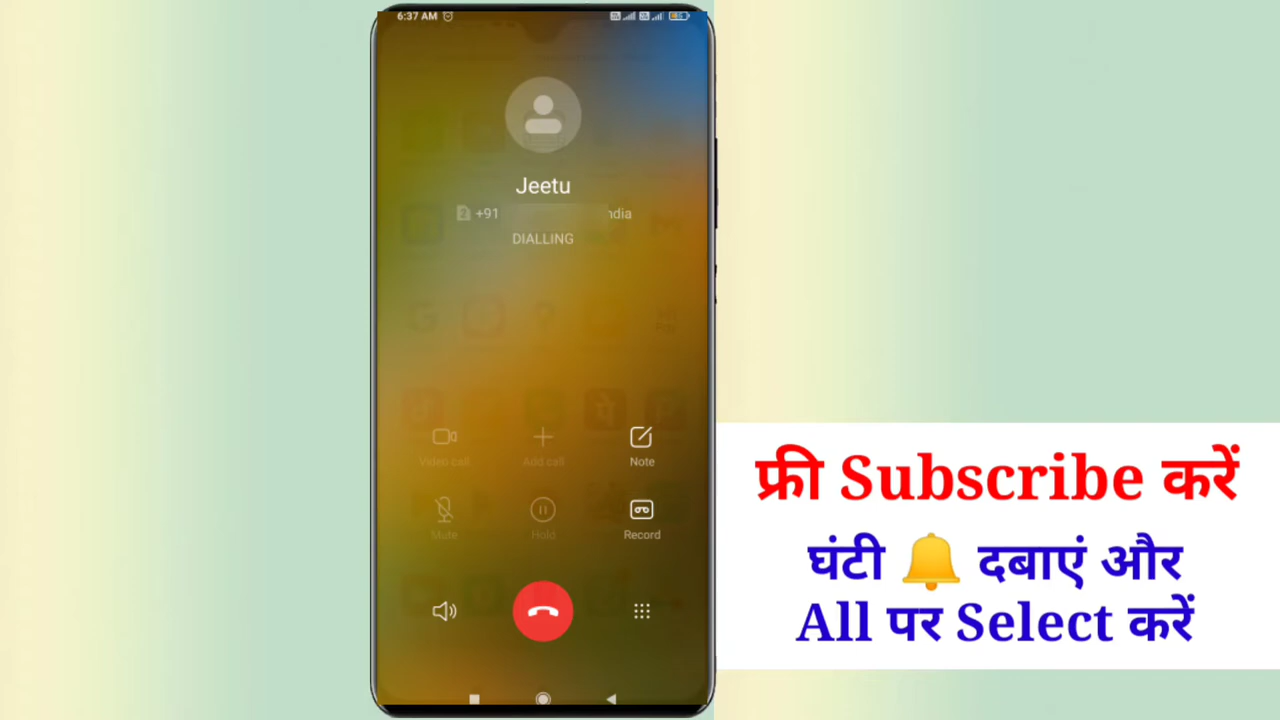 6:37 AM
Jeetu
+91
DIALLING
Video call Add call Note
Mute Hold Record
फ्री Subscribe करें
घंटी 🔔 दबाएं और
All पर Select करें